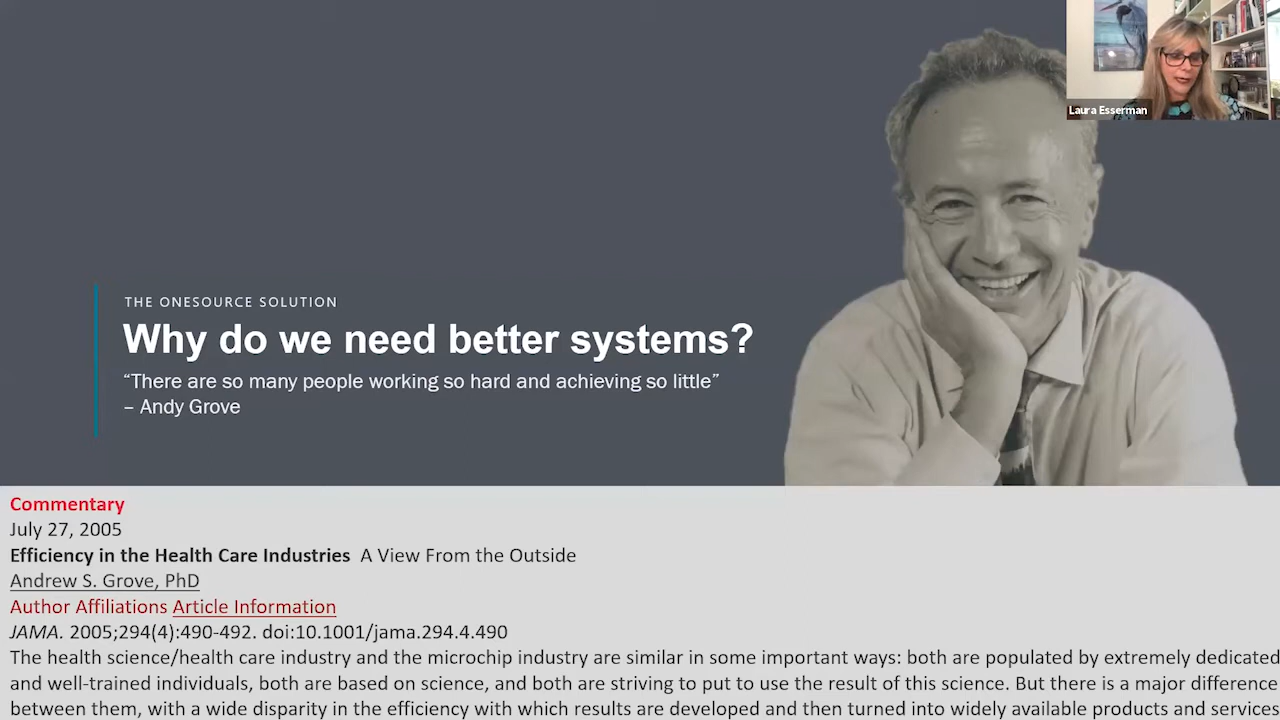 Laura Esserman
THE ONESOURCE SOLUTION
Why do we need better systems?
“There are so many people working so hard and achieving so little”
– Andy Grove
Commentary
July 27, 2005
Efficiency in the Health Care Industries A View From the Outside
Andrew S. Grove, PhD
Author Affiliations Article Information
JAMA. 2005;294(4):490-492. doi:10.1001/jama.294.4.490
The health science/health care industry and the microchip industry are similar in some important ways: both are populated by extremely dedicated
and well-trained individuals, both are based on science, and both are striving to put to use the result of this science. But there is a major difference
between them, with a wide disparity in the efficiency with which results are developed and then turned into widely available products and services